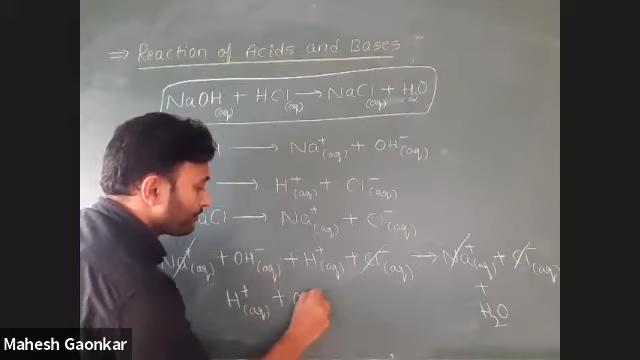 ⇒ Reaction of Acids and Bases
NaOH(aq) + HCl(aq) → NaCl(aq) + H₂O
→ Na⁺(aq) + OH⁻(aq)
→ H⁺(aq) + Cl⁻(aq)
aCl → Na⁺(aq) + Cl⁻(aq)
Na⁺(aq) + OH⁻(aq) + H⁺(aq) + Cl⁻(aq) → Na⁺(aq) + Cl⁻(aq)
+
H₂O
H⁺(aq) +
Mahesh Gaonkar